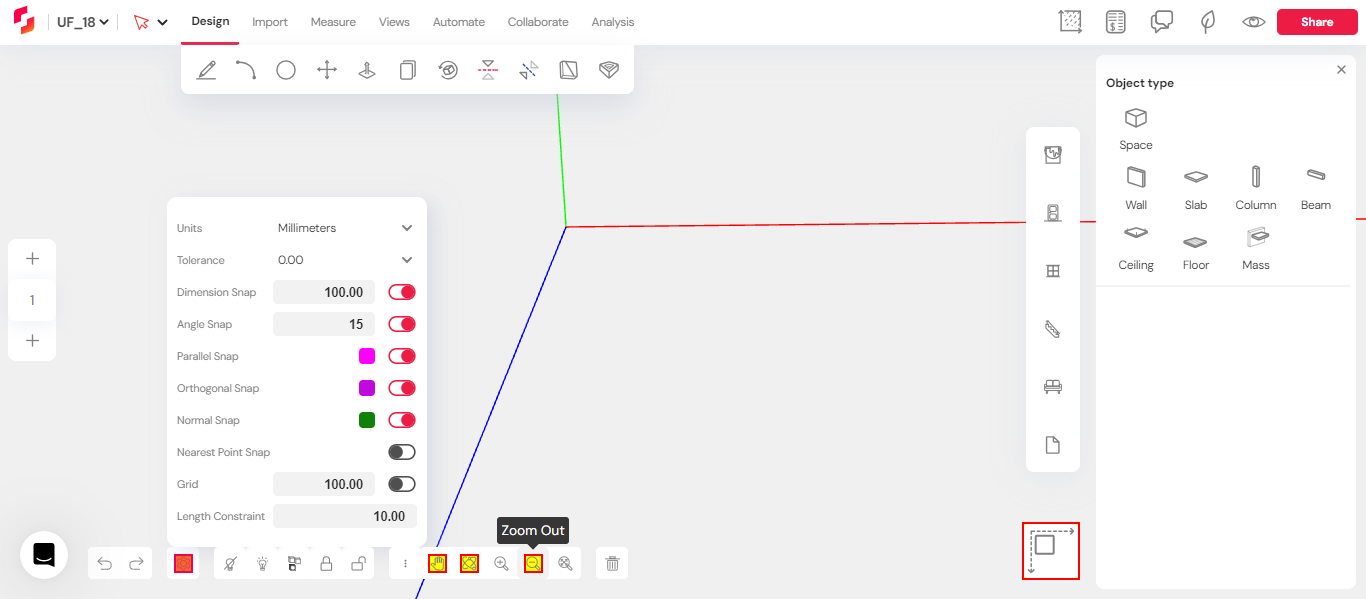 UF_18
Design
Import
Measure
Views
Automate
Collaborate
Analysis
Share
Object type
Space
Wall
Slab
Column
Beam
Ceiling
Floor
Mass
1
Units Millimeters
Tolerance 0.00
Dimension Snap 100.00
Angle Snap 15
Parallel Snap
Orthogonal Snap
Normal Snap
Nearest Point Snap
Grid 100.00
Length Constraint 10.00
Zoom Out